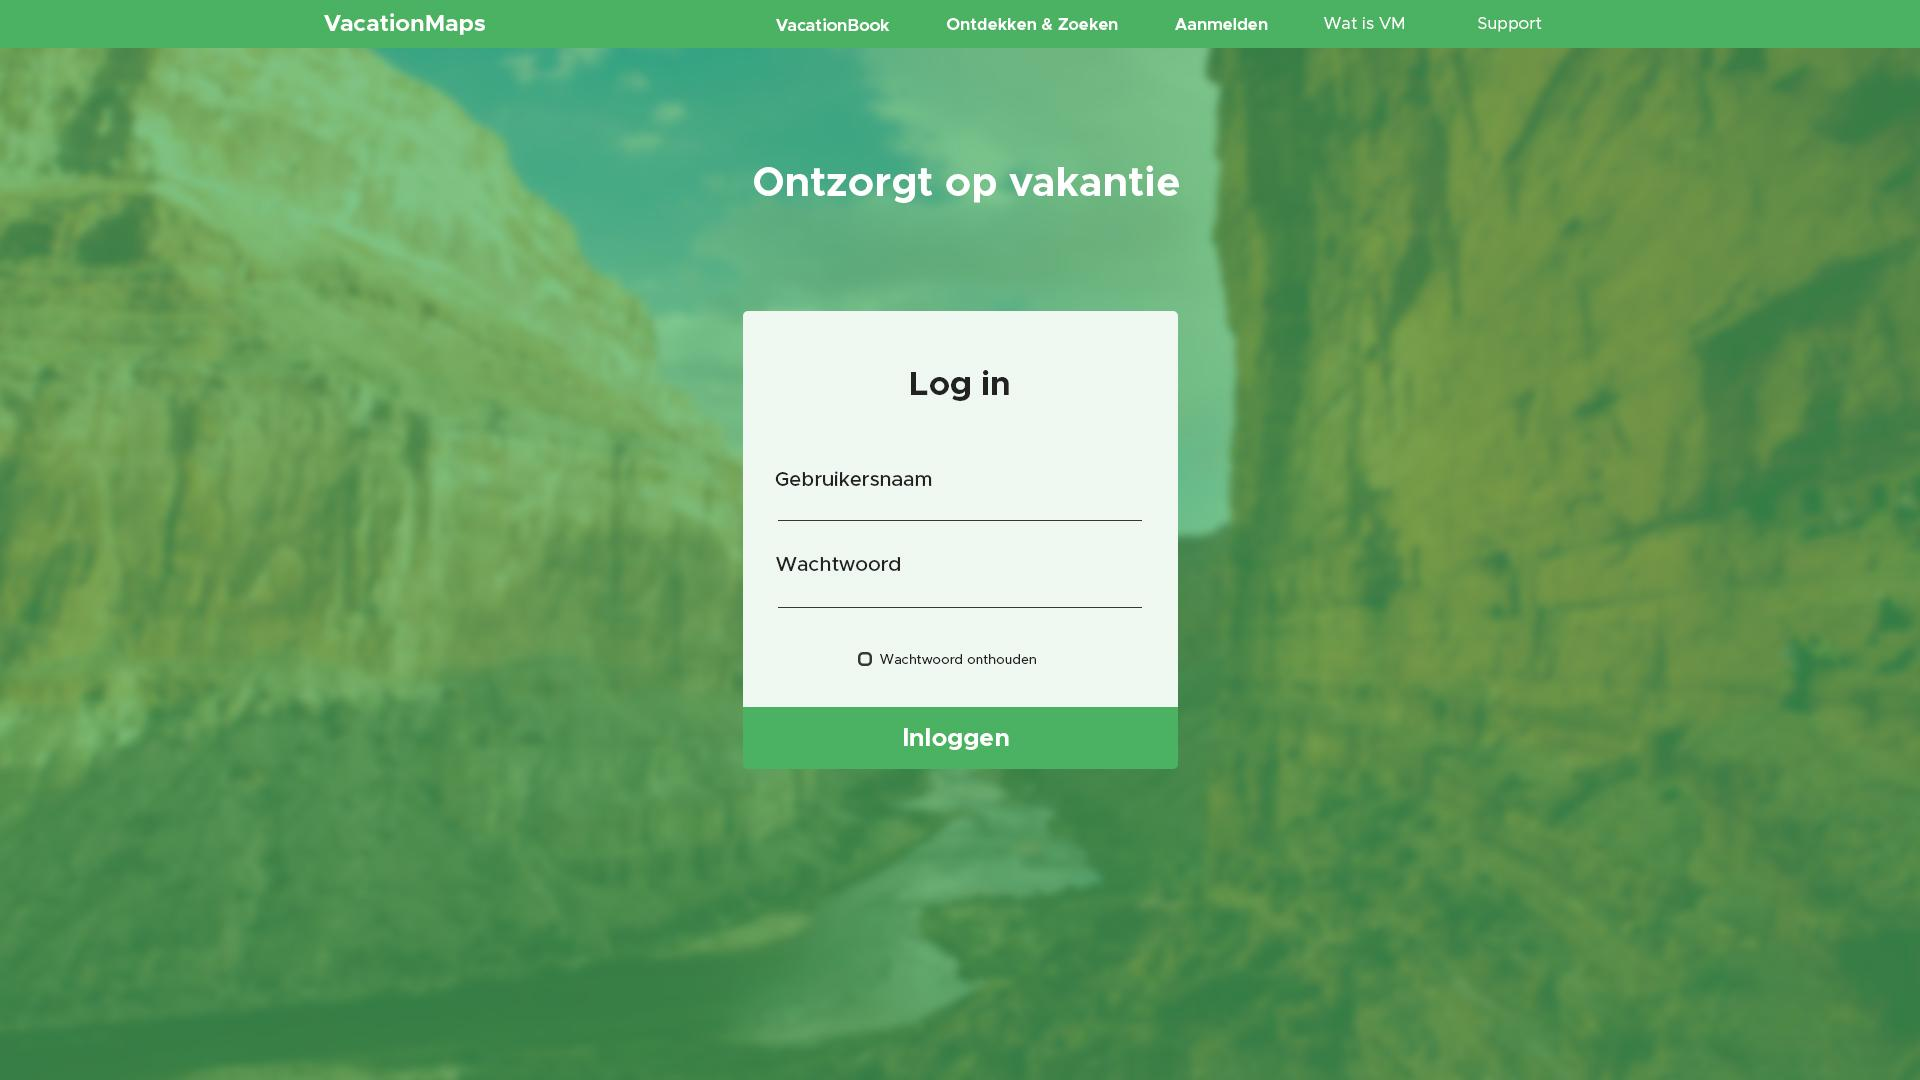 VacationMaps VacationBook Ontdekken & Zoeken Aanmelden Wat is VM Support
Ontzorgt op vakantie
Log in
Gebruikersnaam
Wachtwoord
Wachtwoord onthouden
Inloggen